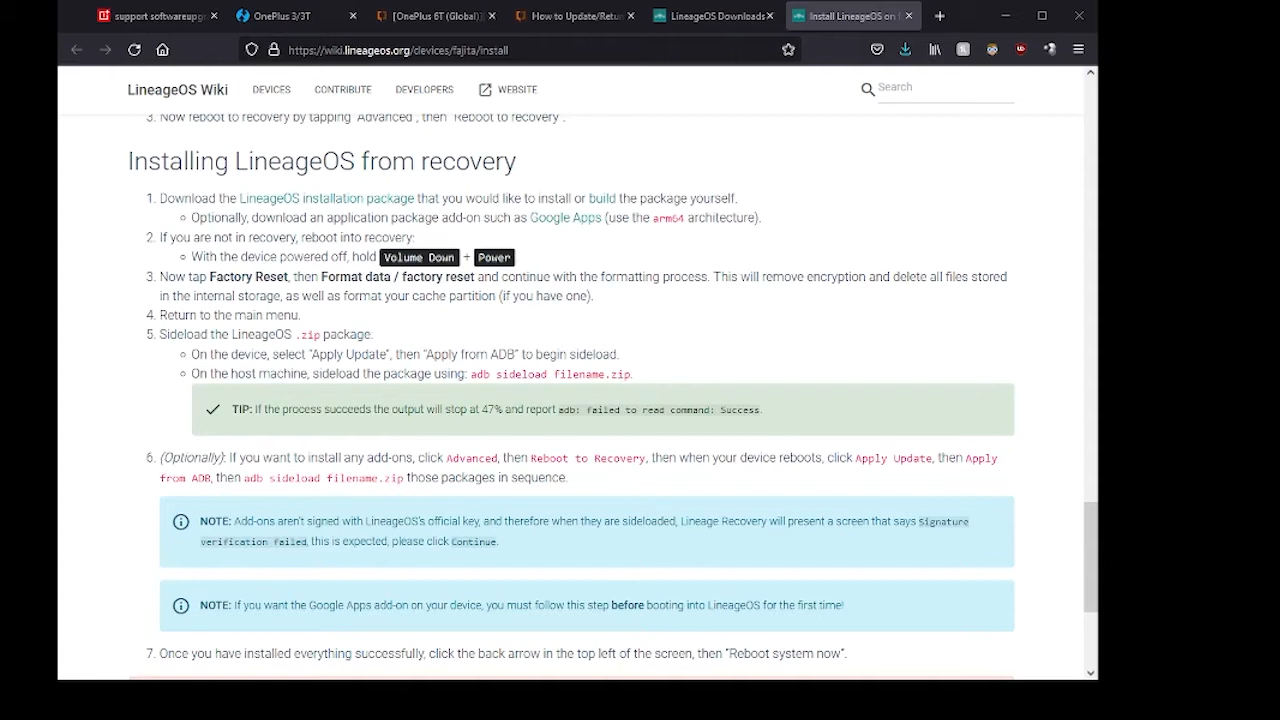 support softwareupg
OnePlus 3/3T
[OnePlus 6T (Global)]
How to Update/Retur
LineageOS Downloads
Install LineageOS on f
https://wiki.lineageos.org/devices/fajita/install
LineageOS Wiki DEVICES CONTRIBUTE DEVELOPERS WEBSITE Search
3. Now reboot to recovery by tapping “Advanced”, then “Reboot to recovery”.
Installing LineageOS from recovery
1. Download the LineageOS installation package that you would like to install or build the package yourself.
Optionally, download an application package add-on such as Google Apps (use the arm64 architecture).
2. If you are not in recovery, reboot into recovery:
With the device powered off, hold Volume Down + Power
3. Now tap Factory Reset, then Format data / factory reset and continue with the formatting process. This will remove encryption and delete all files stored
in the internal storage, as well as format your cache partition (if you have one).
4. Return to the main menu.
5. Sideload the LineageOS .zip package:
On the device, select “Apply Update”, then “Apply from ADB” to begin sideload.
On the host machine, sideload the package using: adb sideload filename.zip.
TIP: If the process succeeds the output will stop at 47% and report adb: failed to read command: Success.
6. (Optionally): If you want to install any add-ons, click Advanced, then Reboot to Recovery, then when your device reboots, click Apply Update, then Apply
from ADB, then adb sideload filename.zip those packages in sequence.
NOTE: Add-ons aren’t signed with LineageOS’s official key, and therefore when they are sideloaded, Lineage Recovery will present a screen that says Signature
verification failed, this is expected, please click Continue.
NOTE: If you want the Google Apps add-on on your device, you must follow this step before booting into LineageOS for the first time!
7. Once you have installed everything successfully, click the back arrow in the top left of the screen, then “Reboot system now”.